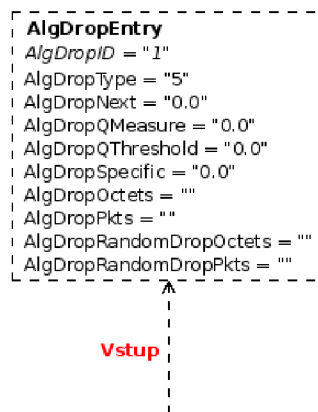 AlgDropEntry
AlgDropID = "1"
AlgDropType = "5"
AlgDropNext = "0.0"
AlgDropQMeasure = "0.0"
AlgDropQThreshold = "0.0"
AlgDropSpecific = "0.0"
AlgDropOctets = ""
AlgDropPkts = ""
AlgDropRandomDropOctets = ""
AlgDropRandomDropPkts = ""
Vstup